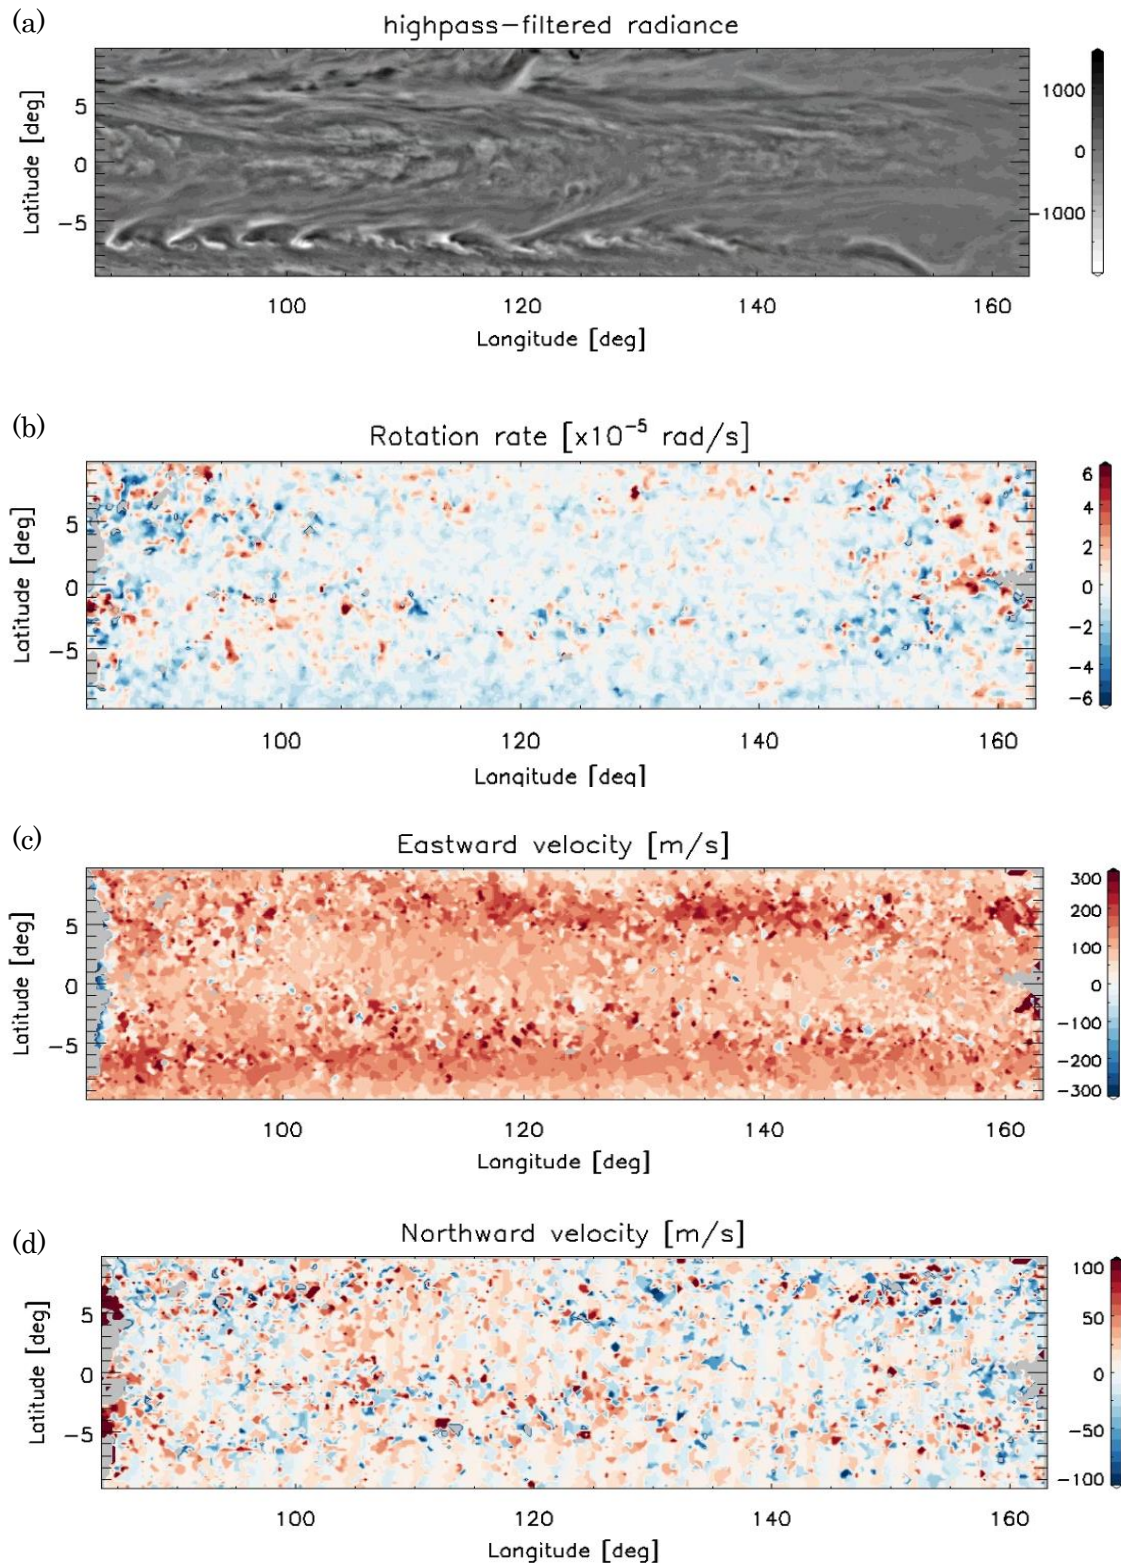 (a)
highpass-filtered radiance
Latitude [deg]
5
0
-5
1000
0
-1000
100 120 140 160
Longitude [deg]
(b)
Rotation rate [x10⁻⁵ rad/s]
Latitude [deg]
5
0
-5
6
4
2
0
-2
-4
-6
100 120 140 160
Longitude [deg]
(c)
Eastward velocity [m/s]
Latitude [deg]
5
0
-5
300
200
100
0
-100
-200
-300
100 120 140 160
Longitude [deg]
(d)
Northward velocity [m/s]
Latitude [deg]
5
0
-5
100
50
0
-50
-100
100 120 140 160
Longitude [deg]